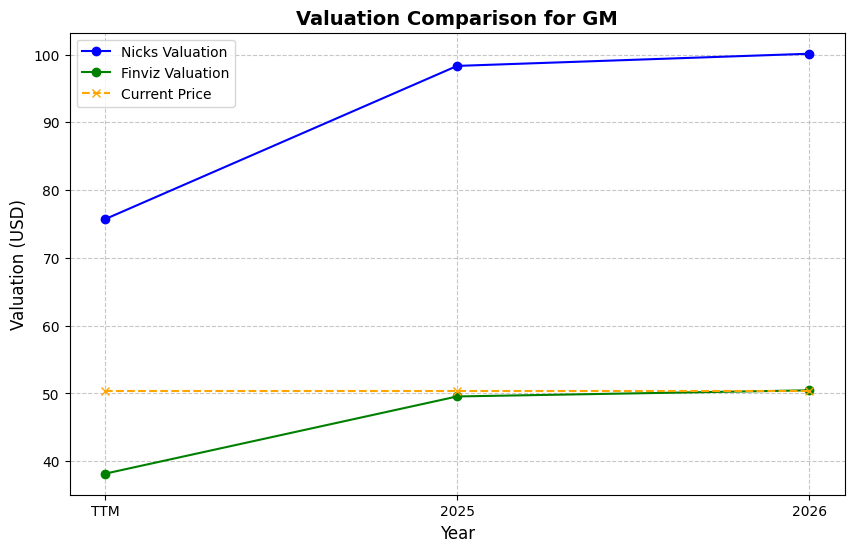 Valuation Comparison for GM
Nicks Valuation
Finviz Valuation
Current Price
Valuation (USD)
100
90
80
70
60
50
40
TTM
2025
2026
Year